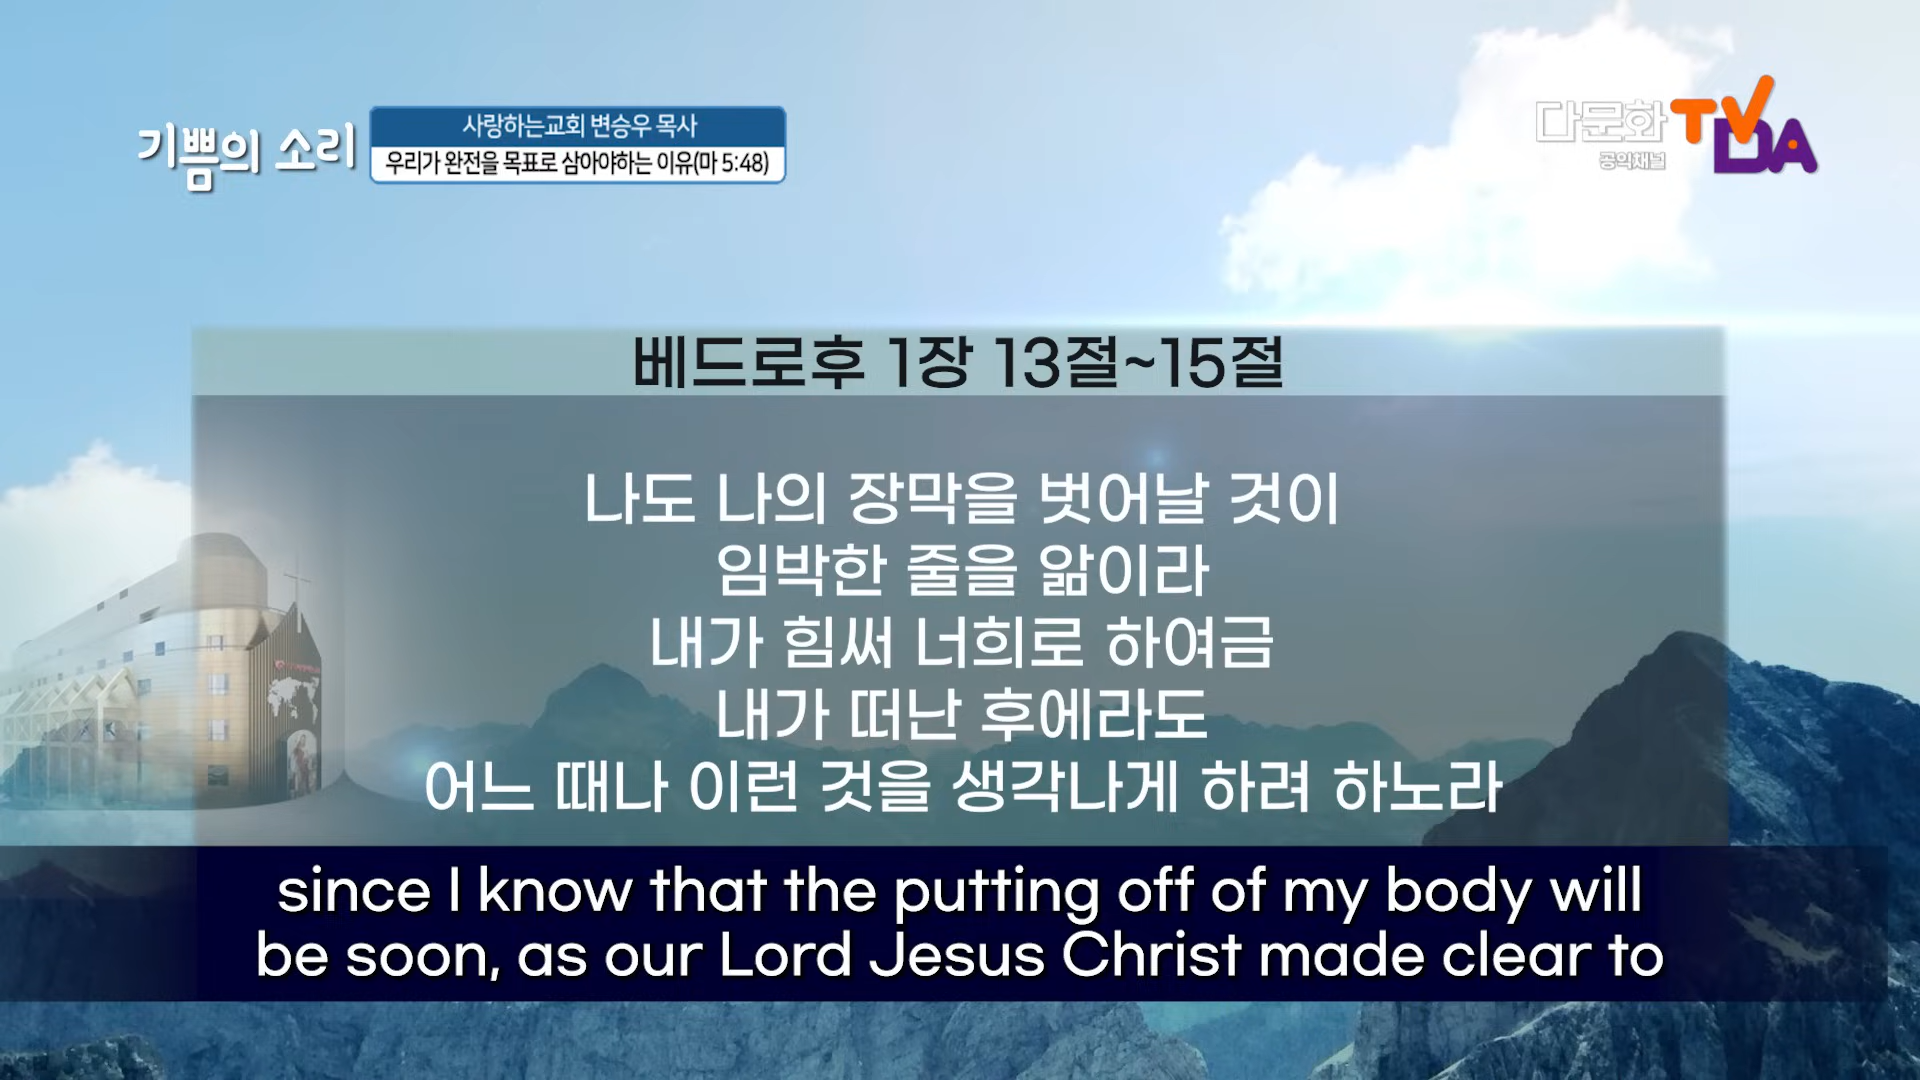 기쁨의 소리
사랑하는교회 변승우 목사
우리가 완전을 목표로 삼아야하는 이유(마 5:48)
다문화 TV
공익채널 DA
베드로후 1장 13절~15절
나도 나의 장막을 벗어날 것이
임박한 줄을 앎이라
내가 힘써 너희로 하여금
내가 떠난 후에라도
어느 때나 이런 것을 생각나게 하려 하노라
since I know that the putting off of my body will
be soon, as our Lord Jesus Christ made clear to